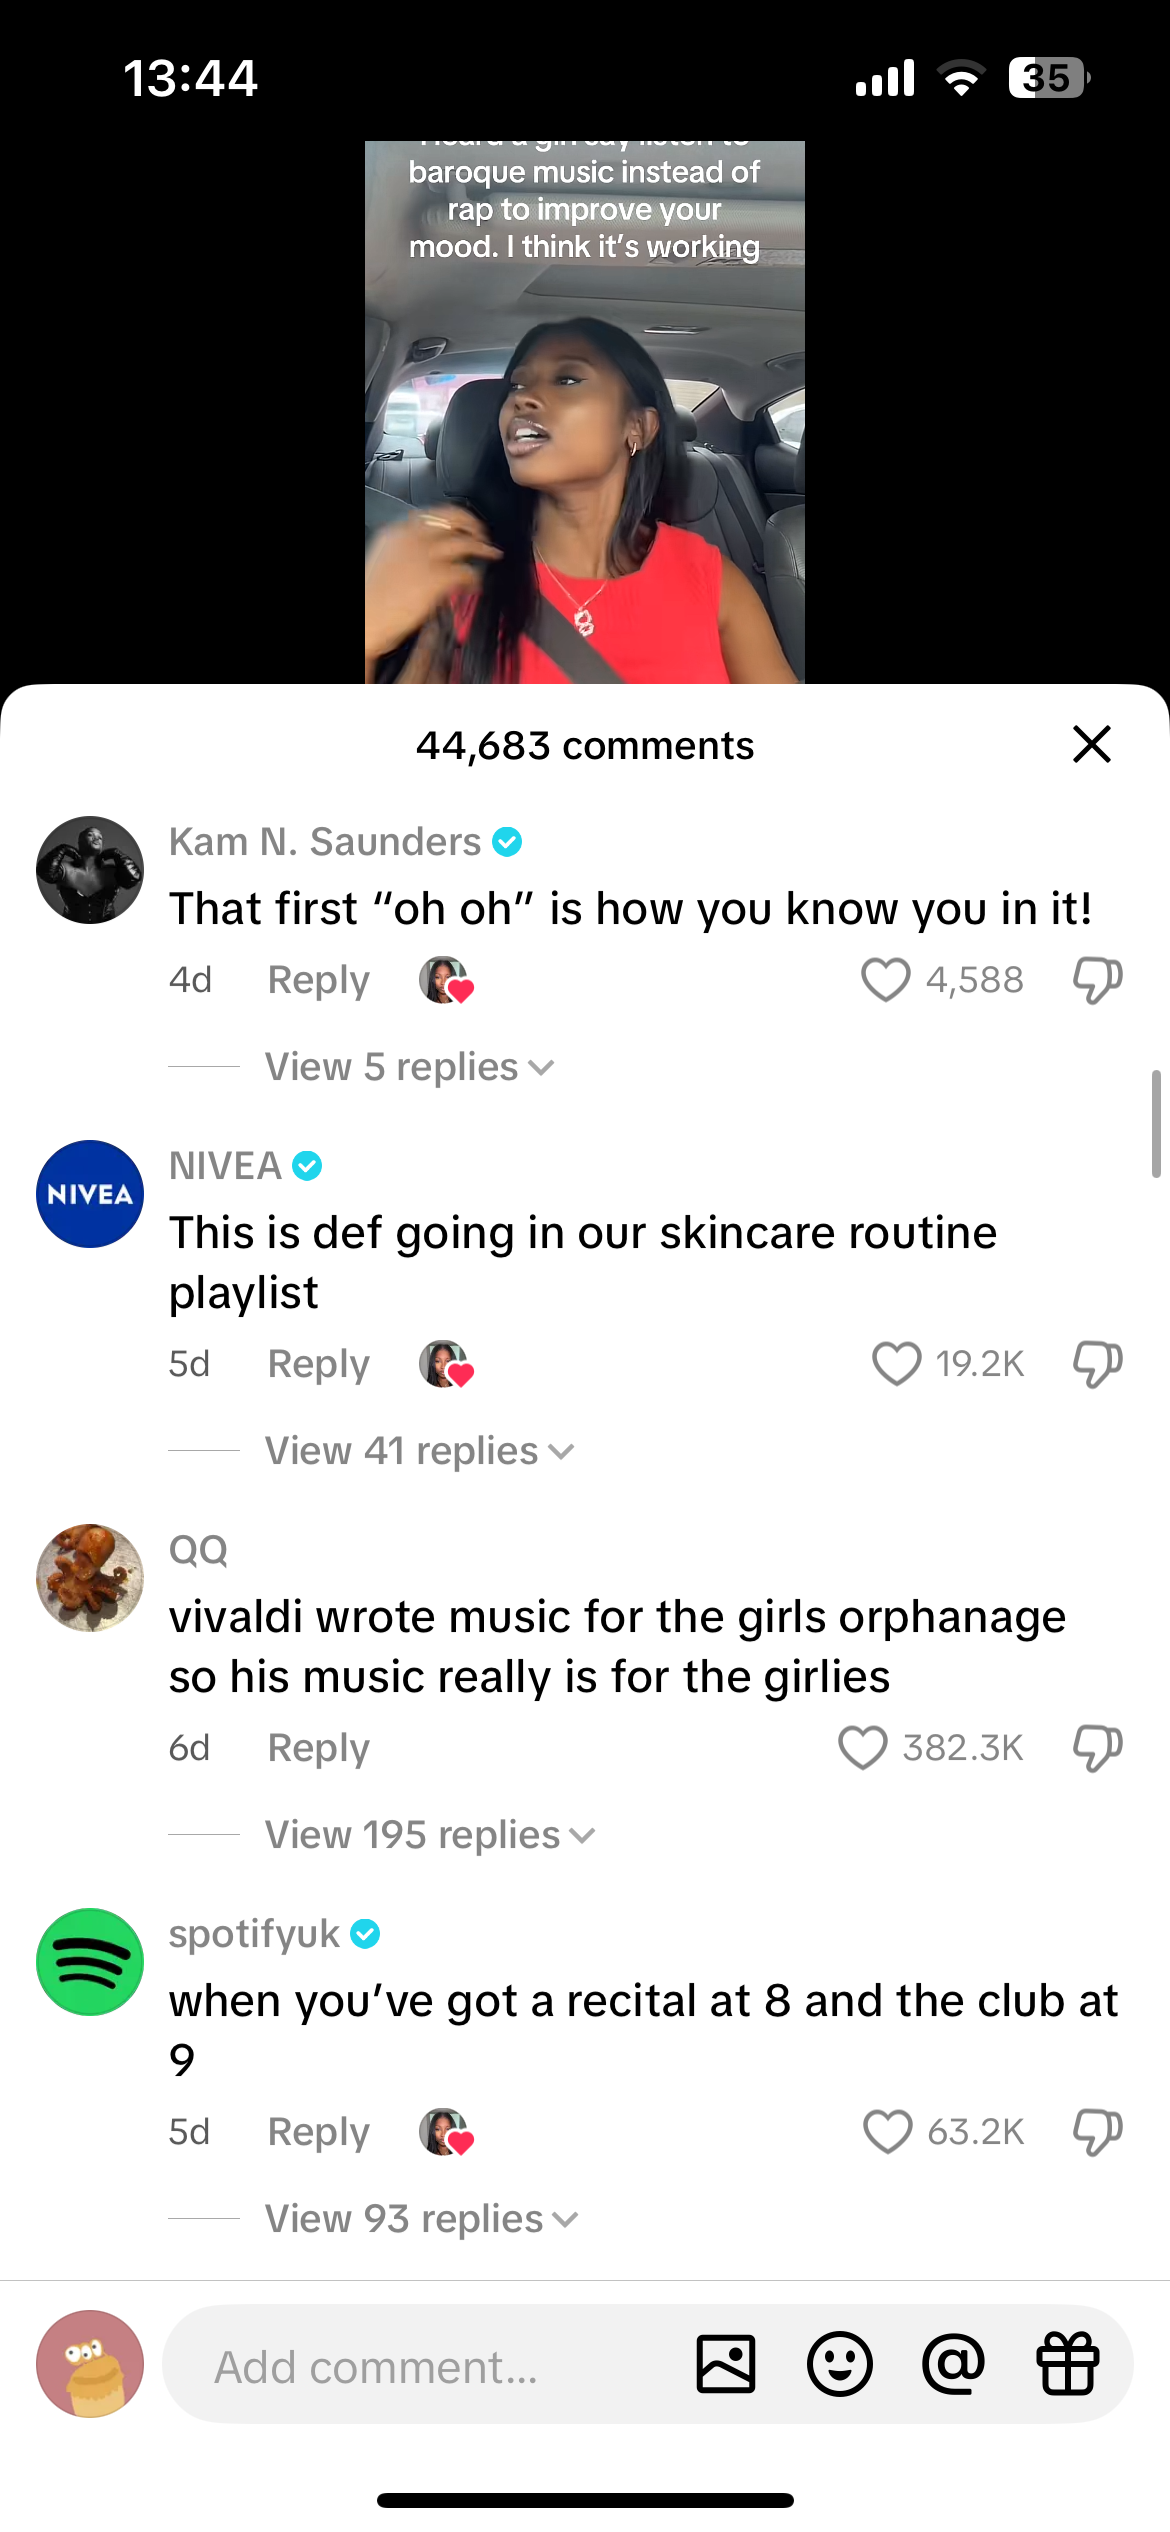 13:44
35
heard a girl say listen to
baroque music instead of
rap to improve your
mood. I think it's working
44,683 comments
Kam N. Saunders
That first “oh oh” is how you know you in it!
4d Reply 4,588
View 5 replies
NIVEA
NIVEA
This is def going in our skincare routine
playlist
5d Reply 19.2K
View 41 replies
QQ
vivaldi wrote music for the girls orphanage
so his music really is for the girlies
6d Reply 382.3K
View 195 replies
spotifyuk
when you’ve got a recital at 8 and the club at
9
5d Reply 63.2K
View 93 replies
Add comment...